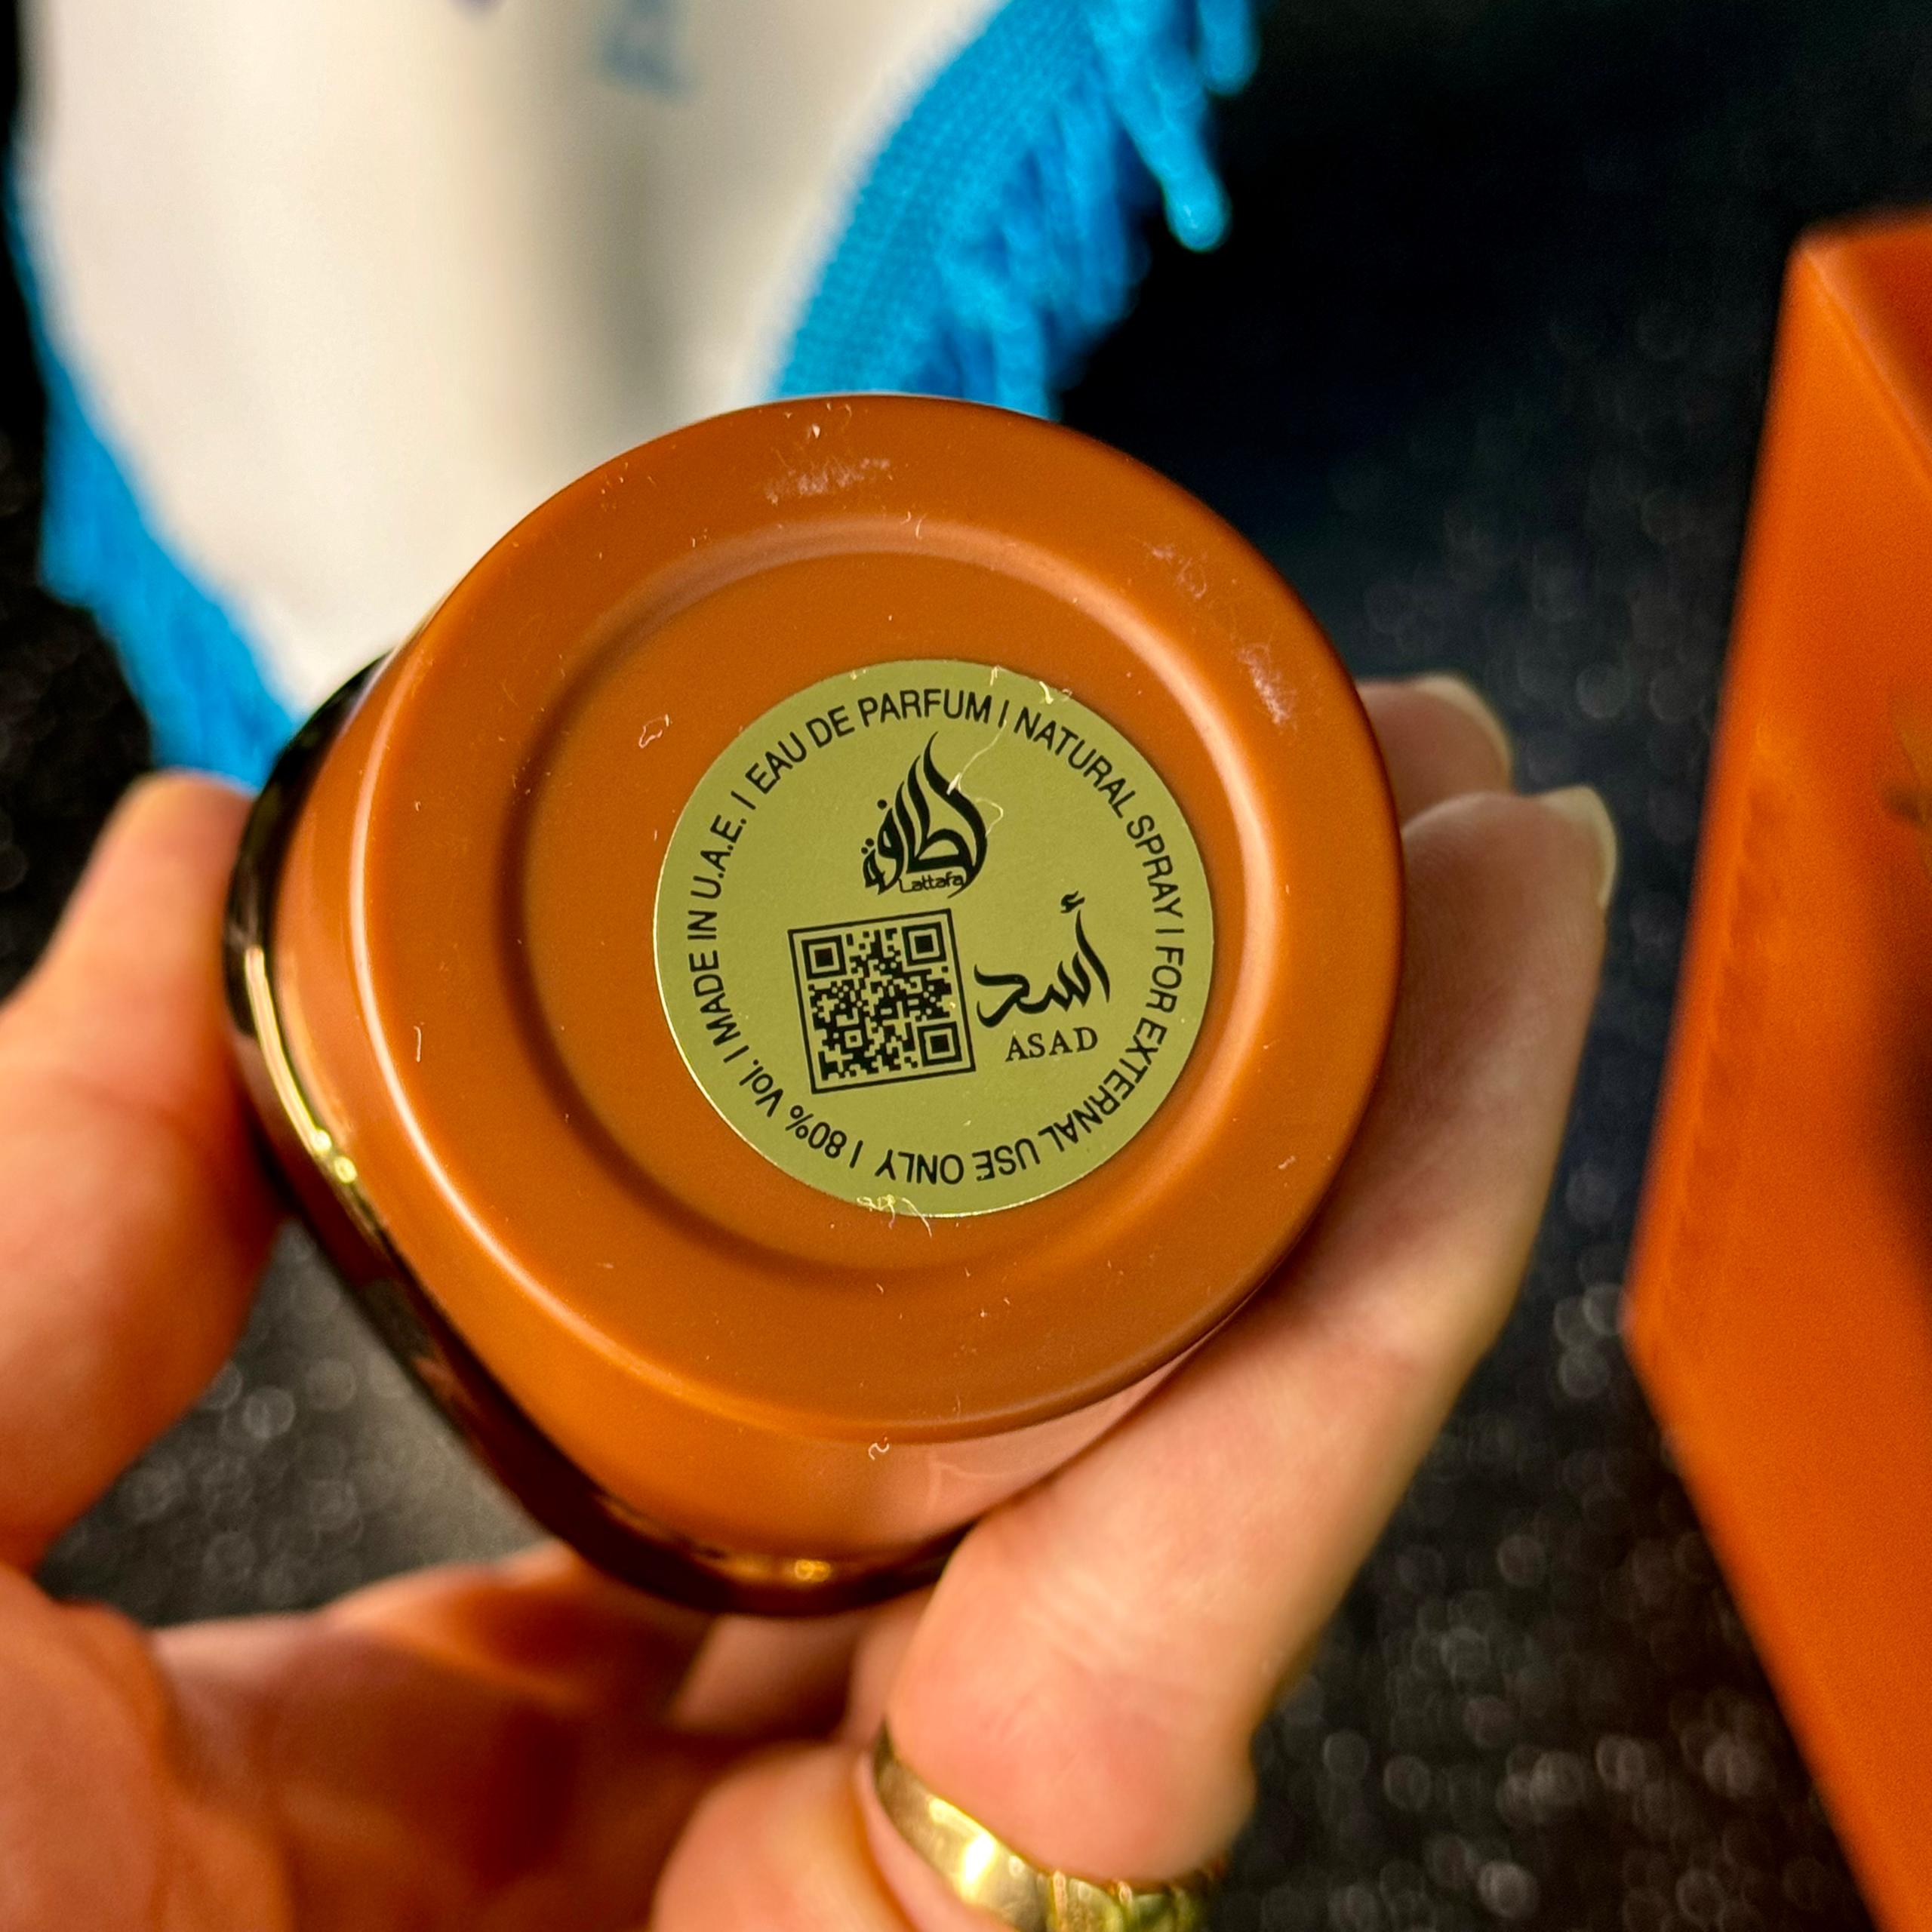 EAU DE PARFUM | NATURAL SPRAY | FOR EXTERNAL USE ONLY | 80% Vol. | MADE IN U.A.E. |
لطافة
Lattafa
أسد
ASAD